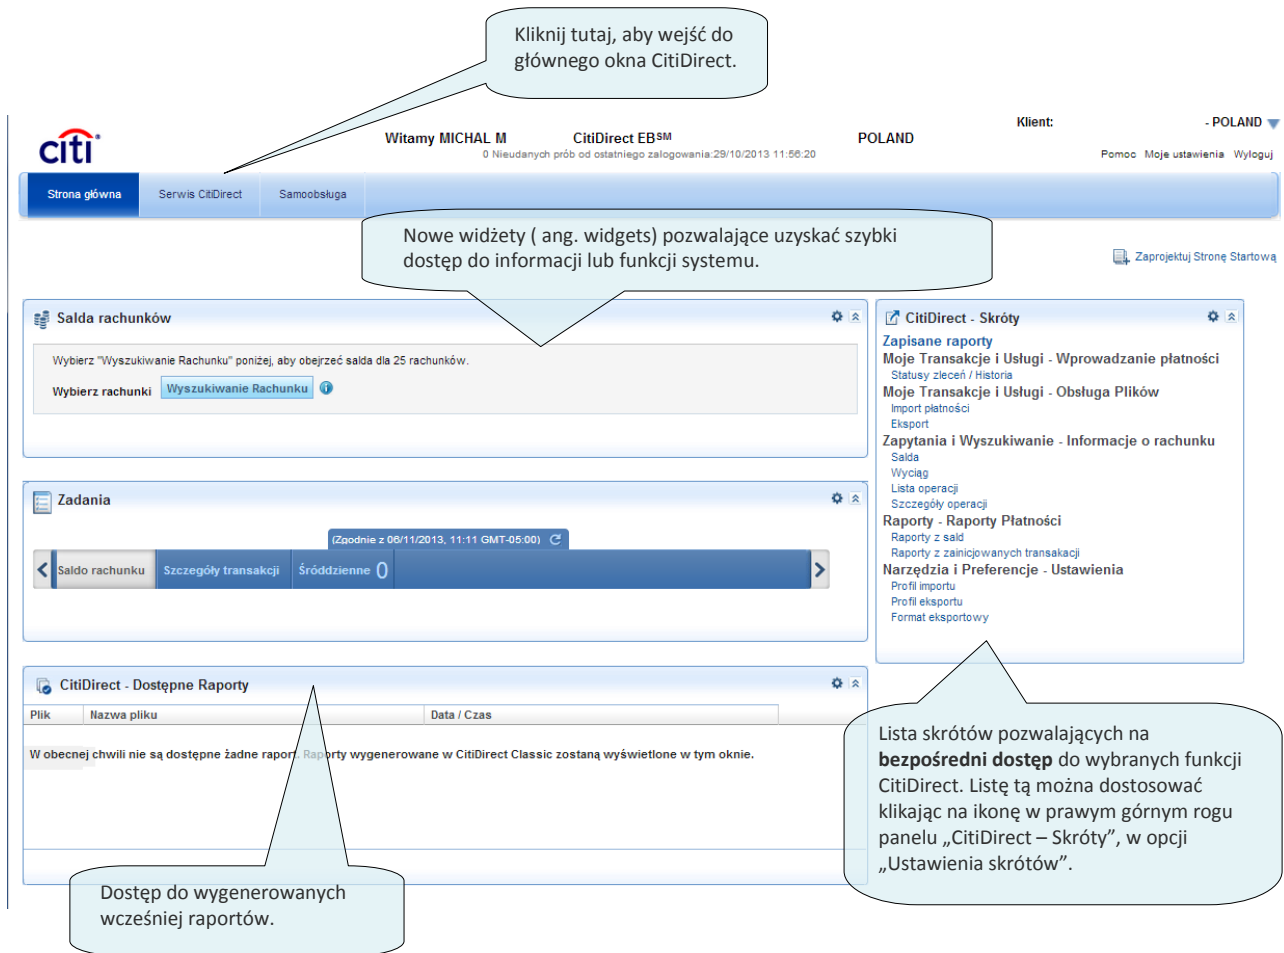 Kliknij tutaj, aby wejść do
głównego okna CitiDirect.
citi
Witamy MICHAL M CitiDirect EB SM POLAND
0 Nieudanych prób od ostatniego zalogowania:29/10/2013 11:56:20
Klient: - POLAND
Pomoc Moje ustawienia Wyloguj
Strona główna Serwis CitiDirect Samoobsługa
Nowe widżety ( ang. widgets) pozwalające uzyskać szybki
dostęp do informacji lub funkcji systemu.
Zaprojektuj Stronę Startową
Salda rachunków
Wybierz "Wyszukiwanie Rachunku" poniżej, aby obejrzeć salda dla 25 rachunków.
Wybierz rachunki Wyszukiwanie Rachunku
Zadania
(Zgodnie z 06/11/2013, 11:11 GMT-05:00)
Saldo rachunku Szczegóły transakcji Śróddzienne 0
CitiDirect - Dostępne Raporty
Plik Nazwa pliku Data / Czas
W obecnej chwili nie są dostępne żadne raport. Raporty wygenerowane w CitiDirect Classic zostaną wyświetlone w tym oknie.
Dostęp do wygenerowanych
wcześniej raportów.
CitiDirect - Skróty
Zapisane raporty
Moje Transakcje i Usługi - Wprowadzanie płatności
Statusy zleceń / Historia
Moje Transakcje i Usługi - Obsługa Plików
Import płatności
Eksport
Zapytania i Wyszukiwanie - Informacje o rachunku
Salda
Wyciąg
Lista operacji
Szczegóły operacji
Raporty - Raporty Płatności
Raporty z sald
Raporty z zainicjowanych transakacji
Narzędzia i Preferencje - Ustawienia
Profil importu
Profil eksportu
Format eksportowy
Lista skrótów pozwalających na
bezpośredni dostęp do wybranych funkcji
CitiDirect. Listę tą można dostosować
klikając na ikonę w prawym górnym rogu
panelu „CitiDirect – Skróty”, w opcji
„Ustawienia skrótów”.